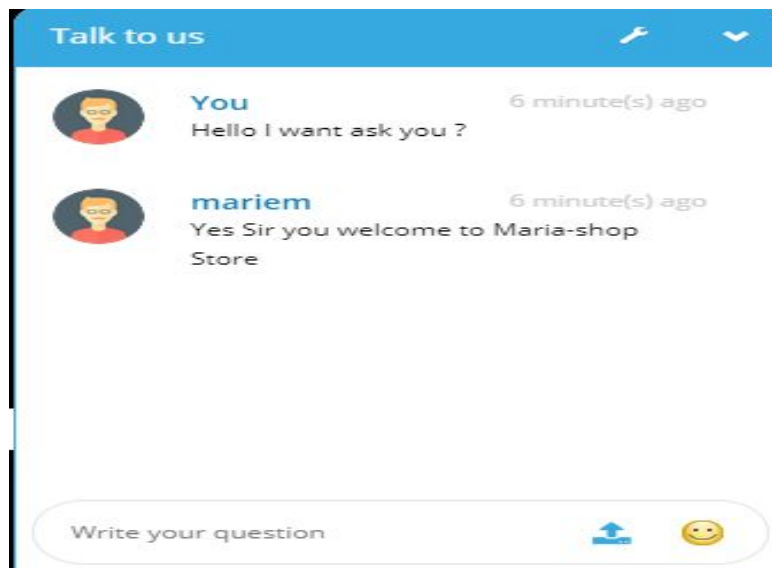 Talk to us
You 6 minute(s) ago
Hello I want ask you ?
mariem 6 minute(s) ago
Yes Sir you welcome to Maria-shop
Store
Write your question